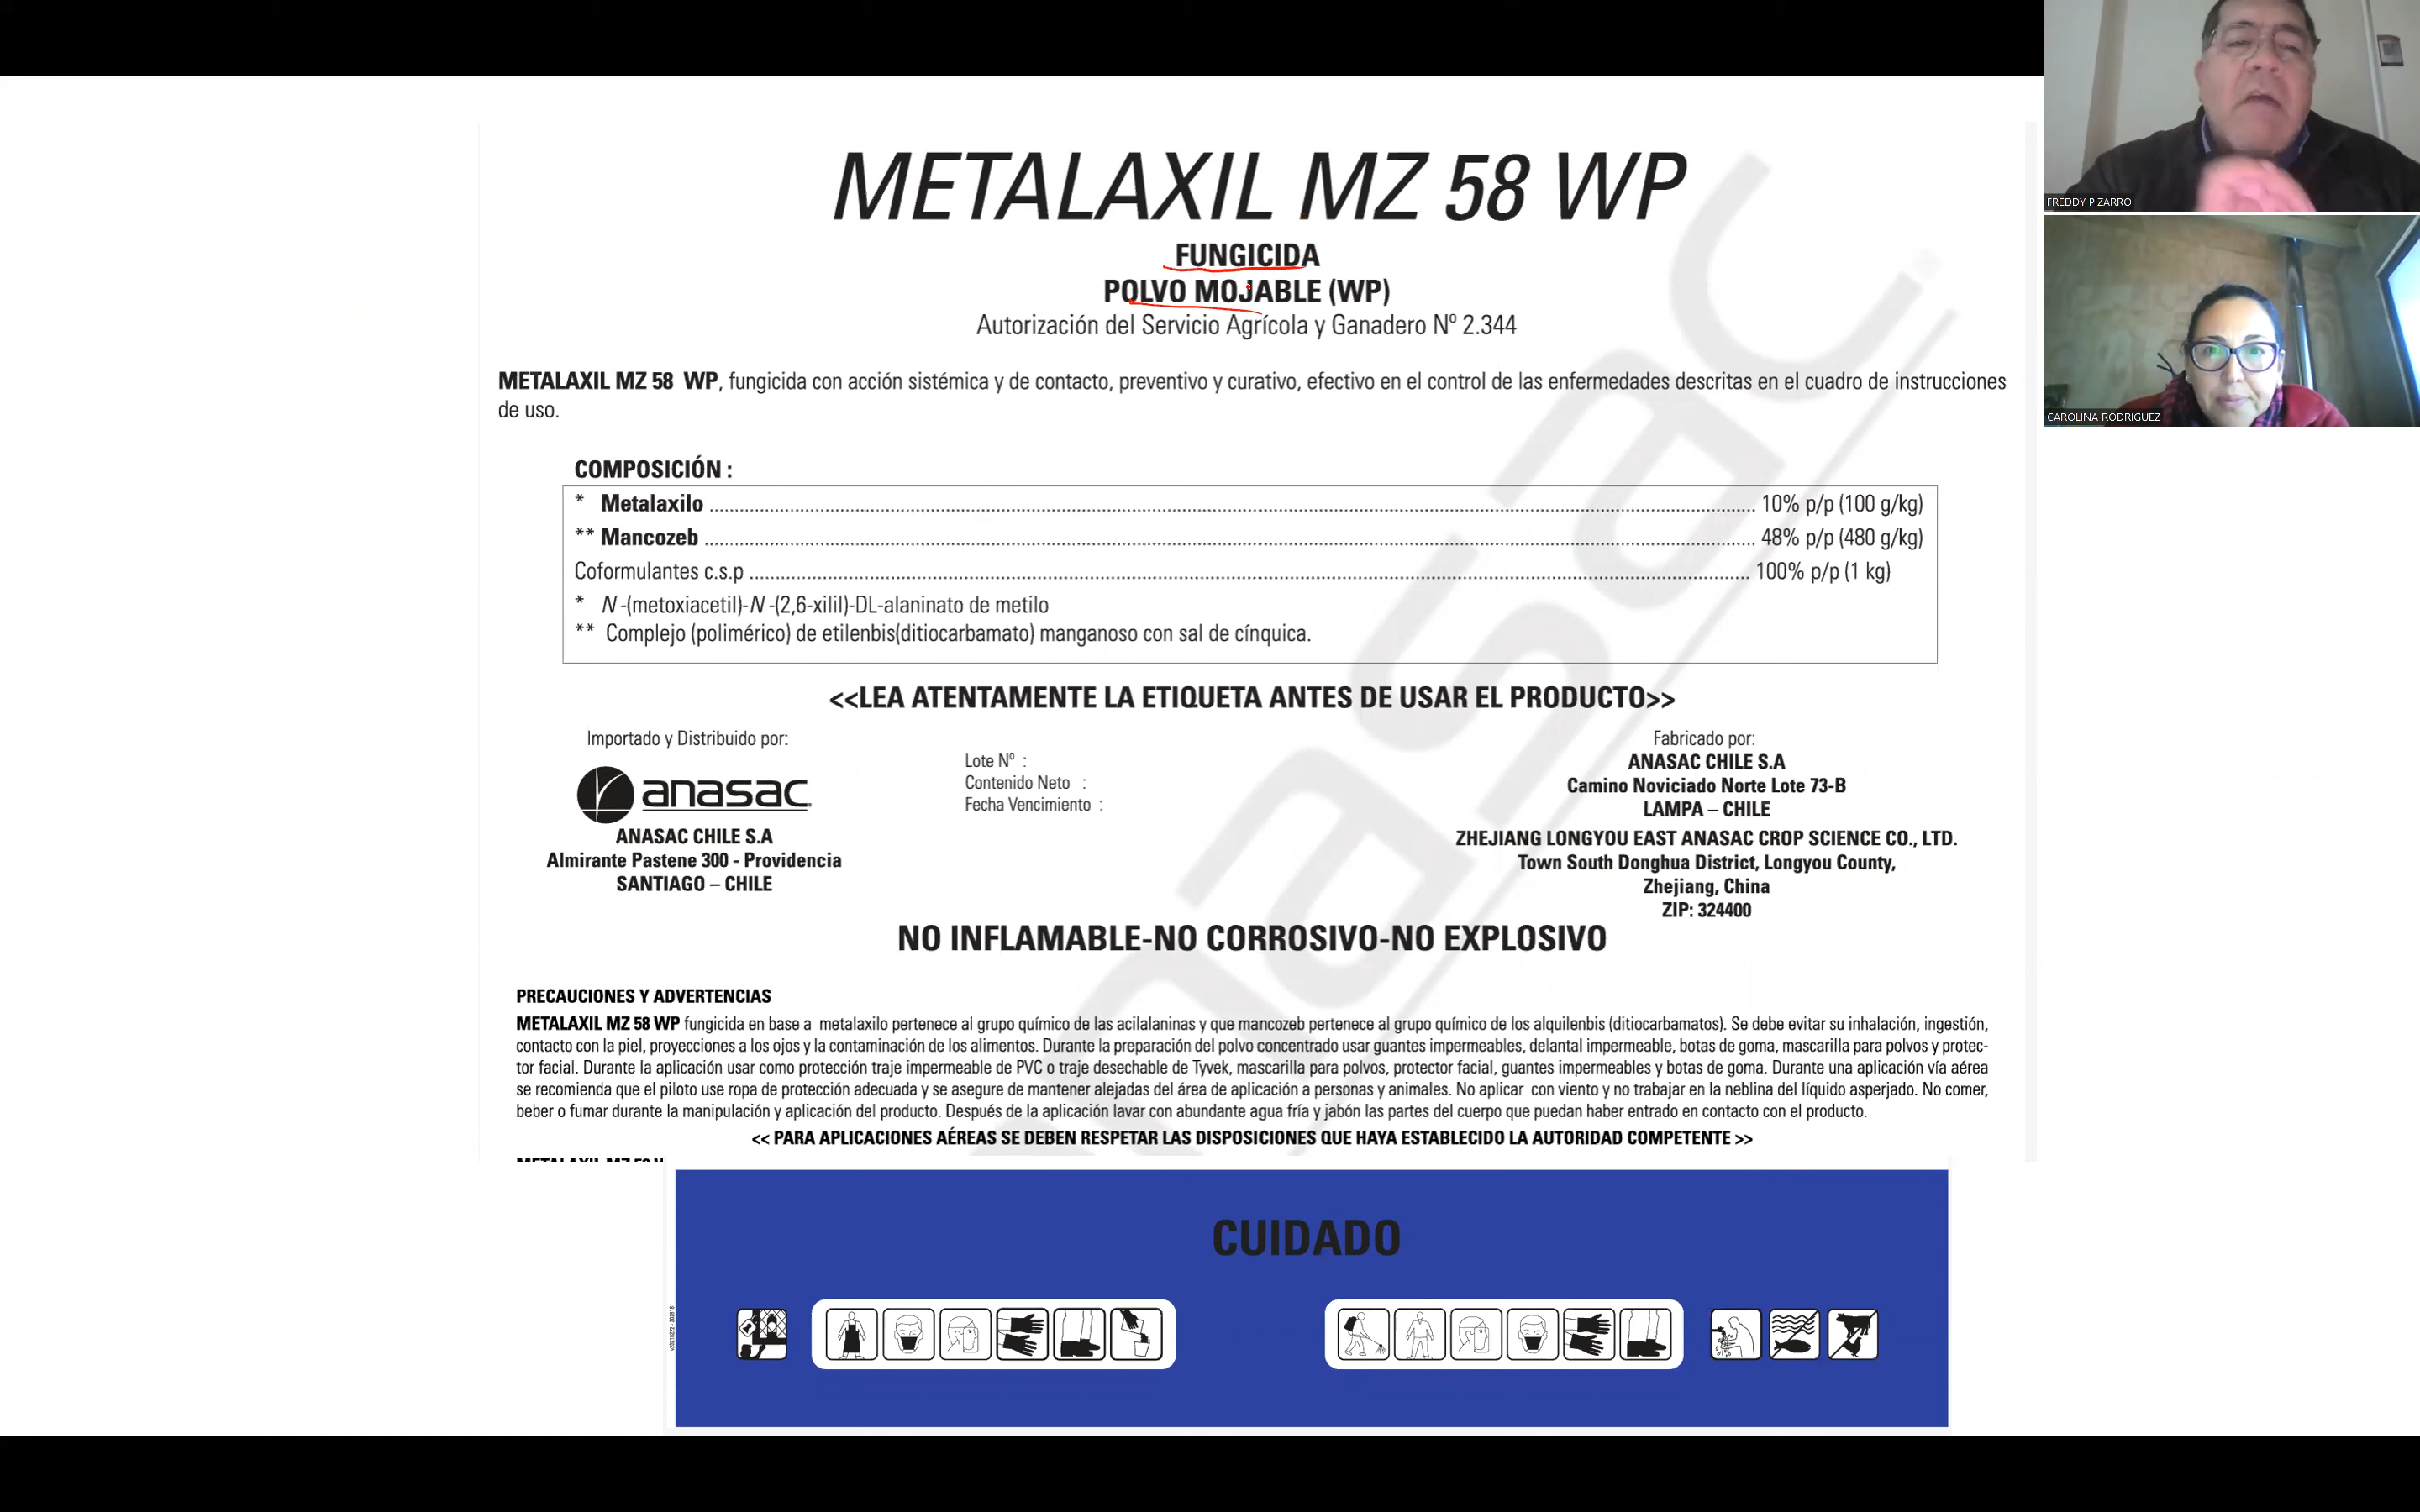 METALAXIL MZ 58 WP
FUNGICIDA
POLVO MOJABLE (WP)
Autorización del Servicio Agrícola y Ganadero Nº 2.344
METALAXIL MZ 58 WP, fungicida con acción sistémica y de contacto, preventivo y curativo, efectivo en el control de las enfermedades descritas en el cuadro de instrucciones
de uso.
COMPOSICIÓN :
* Metalaxilo ........ 10% p/p (100 g/kg)
** Mancozeb ........ 48% p/p (480 g/kg)
Coformulantes c.s.p ........ 100% p/p (1 kg)
* N-(metoxiacetil)-N-(2,6-xilil)-DL-alaninato de metilo
** Complejo (polimérico) de etilenbis(ditiocarbamato) manganoso con sal de cínquica.
<<LEA ATENTAMENTE LA ETIQUETA ANTES DE USAR EL PRODUCTO>>
Importado y Distribuido por:
anasac
ANASAC CHILE S.A
Almirante Pastene 300 - Providencia
SANTIAGO – CHILE
Lote Nº :
Contenido Neto :
Fecha Vencimiento :
Fabricado por:
ANASAC CHILE S.A
Camino Noviciado Norte Lote 73-B
LAMPA – CHILE
ZHEJIANG LONGYOU EAST ANASAC CROP SCIENCE CO., LTD.
Town South Donghua District, Longyou County,
Zhejiang, China
ZIP: 324400
NO INFLAMABLE-NO CORROSIVO-NO EXPLOSIVO
PRECAUCIONES Y ADVERTENCIAS
METALAXIL MZ 58 WP fungicida en base a metalaxilo pertenece al grupo químico de las acilalaninas y que mancozeb pertenece al grupo químico de los alquilenbis (ditiocarbamatos). Se debe evitar su inhalación, ingestión,
contacto con la piel, proyecciones a los ojos y la contaminación de los alimentos. Durante la preparación del polvo concentrado usar guantes impermeables, delantal impermeable, botas de goma, mascarilla para polvos y protec-
tor facial. Durante la aplicación usar como protección traje impermeable de PVC o traje desechable de Tyvek, mascarilla para polvos, protector facial, guantes impermeables y botas de goma. Durante una aplicación vía aérea
se recomienda que el piloto use ropa de protección adecuada y se asegure de mantener alejadas del área de aplicación a personas y animales. No aplicar con viento y no trabajar en la neblina del líquido asperjado. No comer,
beber o fumar durante la manipulación y aplicación del producto. Después de la aplicación lavar con abundante agua fría y jabón las partes del cuerpo que puedan haber entrado en contacto con el producto.
<< PARA APLICACIONES AÉREAS SE DEBEN RESPETAR LAS DISPOSICIONES QUE HAYA ESTABLECIDO LA AUTORIDAD COMPETENTE >>
CUIDADO
anasac
FREDDY PIZARRO
CAROLINA RODRIGUEZ